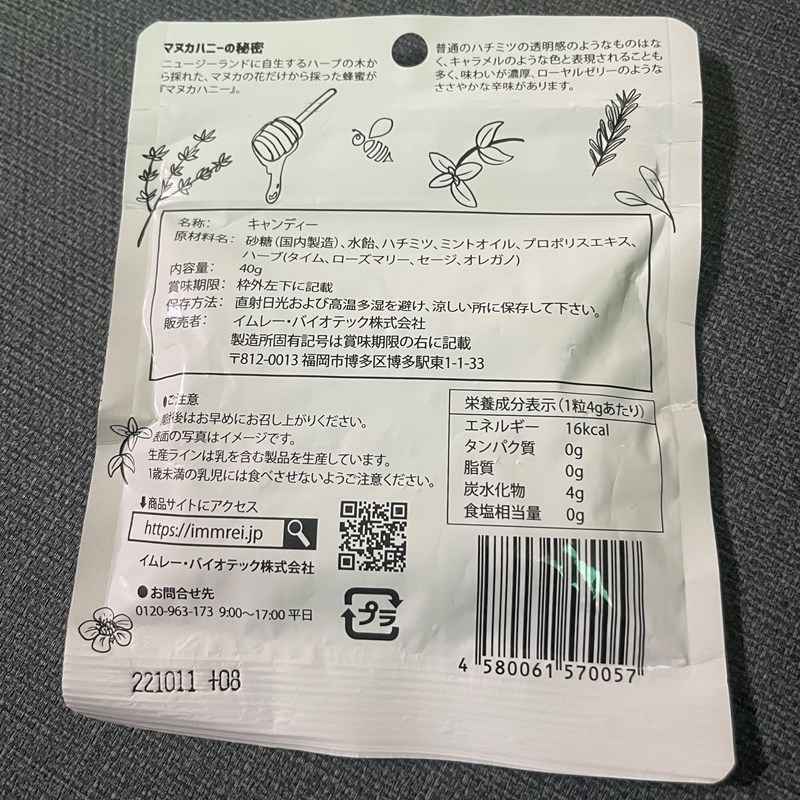 マヌカハニーの秘密
ニュージーランドに自生するハーブの木か
ら採れた、マヌカの花だけから採った蜂蜜が
『マヌカハニー』。
普通のハチミツの透明感のようなものはな
く、キャラメルのような色と表現されることも
多く、味わいが濃厚、ローヤルゼリーのような
ささやかな辛味があります。
名称: キャンディー
原材料名: 砂糖(国内製造)、水飴、ハチミツ、ミントオイル、プロポリスエキス、
ハーブ(タイム、ローズマリー、セージ、オレガノ)
内容量: 40g
賞味期限: 枠外左下に記載
保存方法: 直射日光および高温多湿を避け、涼しい所に保存して下さい。
販売者: イムレー・バイオテック株式会社
製造所固有記号は賞味期限の右に記載
〒812-0013 福岡市博多区博多駅東1-1-33
ご注意
後はお早めにお召し上がりください。
表面の写真はイメージです。
生産ラインは乳を含む製品を生産しています。
1歳未満の乳児には食べさせないようご注意ください。
栄養成分表示(1粒4gあたり)
エネルギー 16kcal
タンパク質 0g
脂質 0g
炭水化物 4g
食塩相当量 0g
⬇商品サイトにアクセス
https://immrei.jp
イムレー・バイオテック株式会社
●お問合せ先
0120-963-173 9:00〜17:00 平日
プラ
4 580061 570057
221011 +08